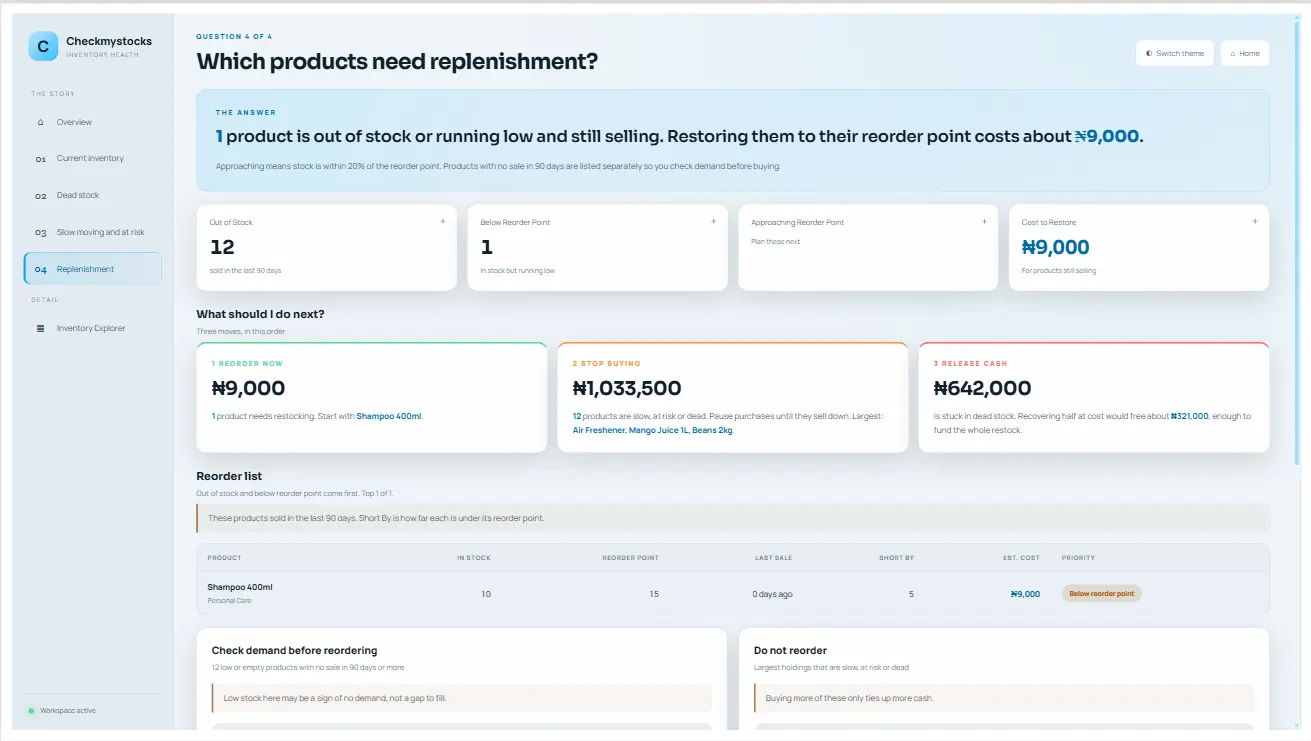 C
Checkmystocks
INVENTORY HEALTH
THE STORY
Overview
01 Current inventory
02 Dead stock
03 Slow moving and at risk
04 Replenishment
DETAIL
Inventory Explorer
Workspace active
QUESTION 4 OF 4
Which products need replenishment?
Switch theme
Home
THE ANSWER
1 product is out of stock or running low and still selling. Restoring them to their reorder point costs about ₦9,000.
Approaching means stock is within 20% of the reorder point. Products with no sale in 90 days are listed separately so you check demand before buying.
Out of Stock +
12
sold in the last 90 days
Below Reorder Point +
1
In stock but running low
Approaching Reorder Point +
Plan these next
Cost to Restore +
₦9,000
For products still selling
What should I do next?
Three moves, in this order
1 REORDER NOW
₦9,000
1 product needs restocking. Start with Shampoo 400ml.
2 STOP BUYING
₦1,033,500
12 products are slow, at risk or dead. Pause purchases until they sell down. Largest:
Air Freshener, Mango Juice 1L, Beans 2kg.
3 RELEASE CASH
₦642,000
is stuck in dead stock. Recovering half at cost would free about ₦321,000, enough to
fund the whole restock.
Reorder list
Out of stock and below reorder point come first. Top 1 of 1.
These products sold in the last 90 days. Short By is how far each is under its reorder point.
PRODUCT IN STOCK REORDER POINT LAST SALE SHORT BY EST. COST PRIORITY
Shampoo 400ml 10 15 0 days ago 5 ₦9,000 Below reorder point
Personal Care
Check demand before reordering
12 low or empty products with no sale in 90 days or more
Low stock here may be a sign of no demand, not a gap to fill.
Do not reorder
Largest holdings that are slow, at risk or dead
Buying more of these only ties up more cash.